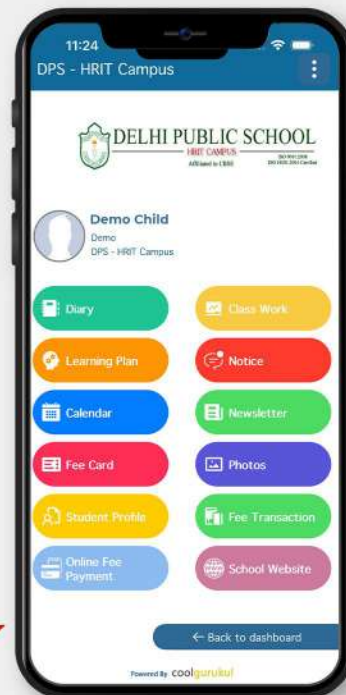 11:24
DPS - HRIT Campus
DELHI PUBLIC SCHOOL
HRIT CAMPUS
Affiliated to CBSE
Demo Child
Demo
DPS - HRIT Campus
Diary
Class Work
Learning Plan
Notice
Calendar
Newsletter
Fee Card
Photos
Student Profile
Fee Transaction
Online Fee
Payment
School Website
← Back to dashboard
Powered By coolgurukul